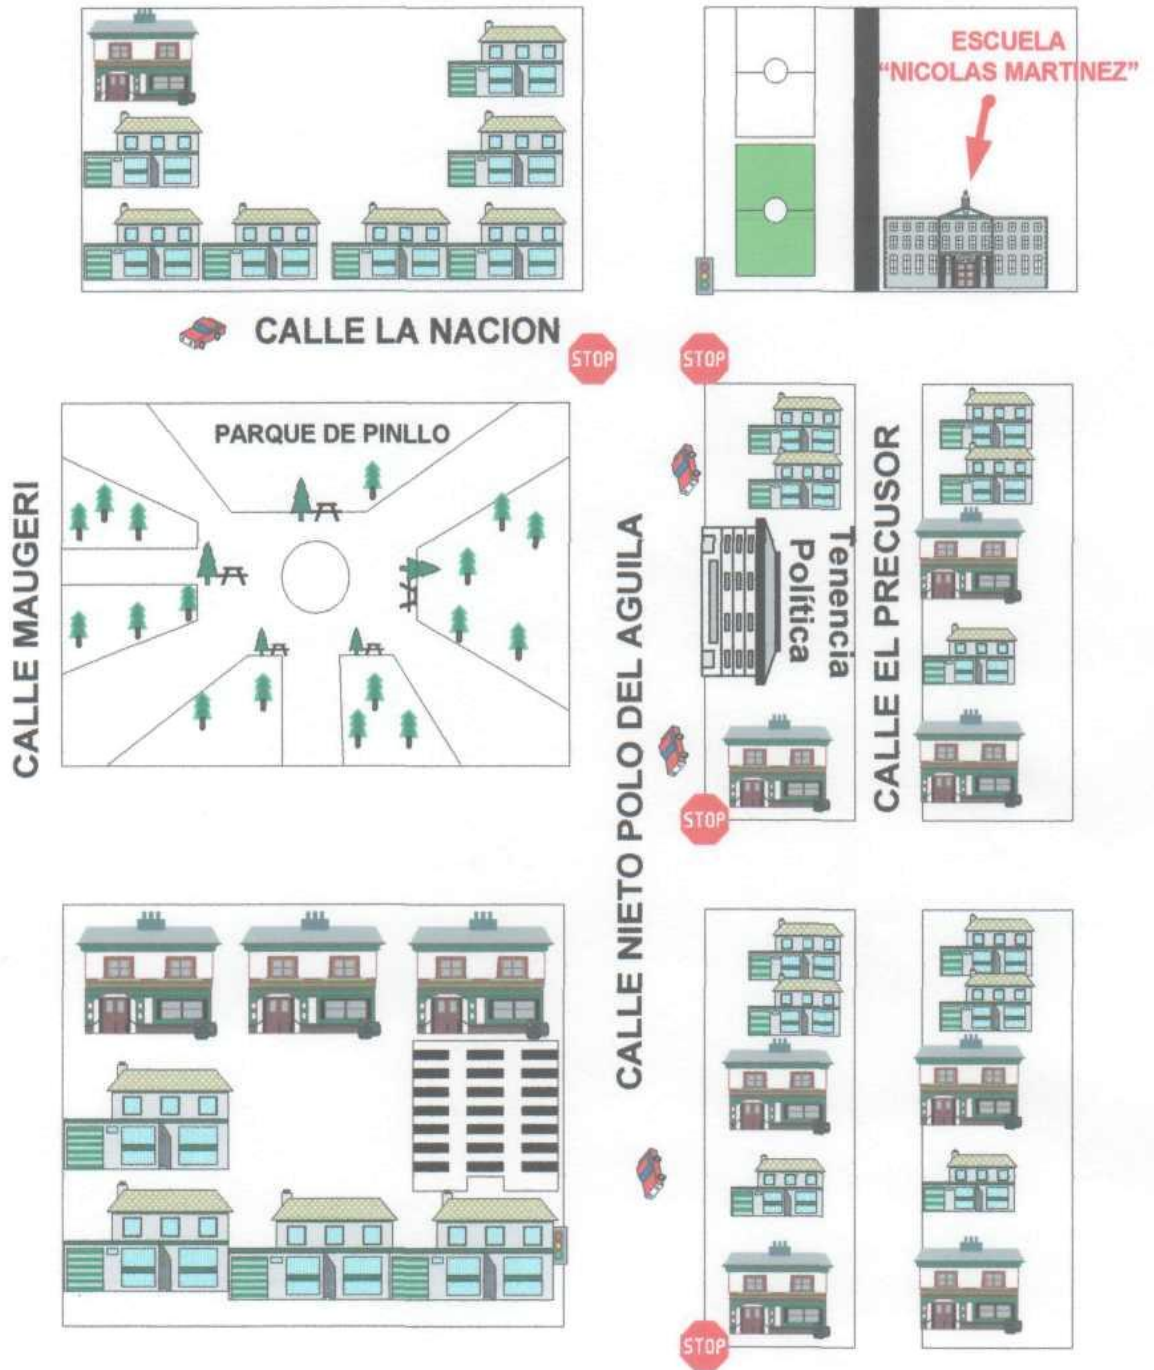 ESCUELA
"NICOLAS MARTINEZ"
CALLE LA NACION
STOP
STOP
PARQUE DE PINLLO
CALLE MAUGERI
CALLE NIETO POLO DEL AGUILA
Tenencia
Política
CALLE EL PRECUSOR
STOP
STOP